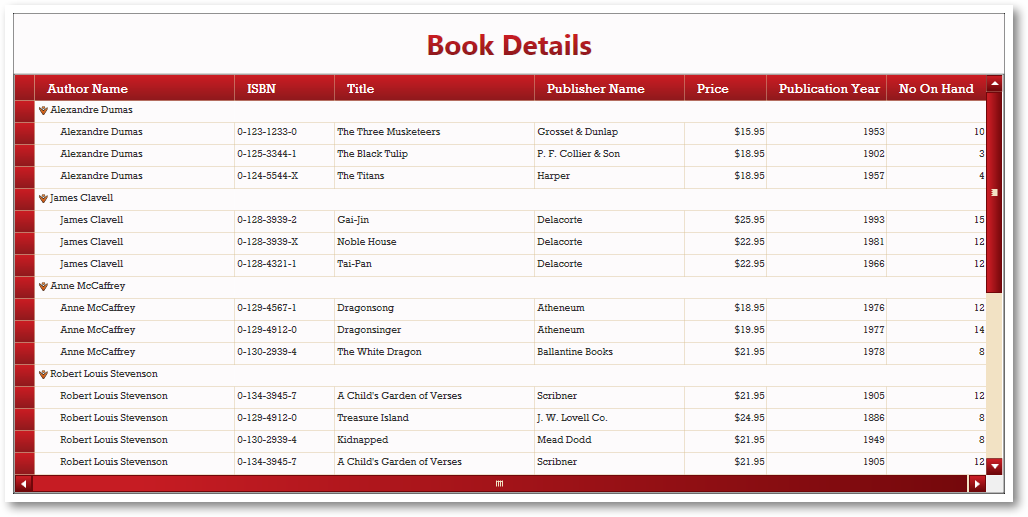 Book Details
Author Name ISBN Title Publisher Name Price Publication Year No On Hand
Alexandre Dumas
Alexandre Dumas 0-123-1233-0 The Three Musketeers Grosset & Dunlap $15.95 1953 10
Alexandre Dumas 0-125-3344-1 The Black Tulip P. F. Collier & Son $18.95 1902 3
Alexandre Dumas 0-124-5544-X The Titans Harper $18.95 1957 4
James Clavell
James Clavell 0-128-3939-2 Gai-Jin Delacorte $25.95 1993 15
James Clavell 0-128-3939-X Noble House Delacorte $22.95 1981 12
James Clavell 0-128-4321-1 Tai-Pan Delacorte $22.95 1966 12
Anne McCaffrey
Anne McCaffrey 0-129-4567-1 Dragonsong Atheneum $18.95 1976 12
Anne McCaffrey 0-129-4912-0 Dragonsinger Atheneum $19.95 1977 14
Anne McCaffrey 0-130-2939-4 The White Dragon Ballantine Books $21.95 1978 8
Robert Louis Stevenson
Robert Louis Stevenson 0-134-3945-7 A Child's Garden of Verses Scribner $21.95 1905 12
Robert Louis Stevenson 0-129-4912-0 Treasure Island J. W. Lovell Co. $24.95 1886 8
Robert Louis Stevenson 0-130-2939-4 Kidnapped Mead Dodd $21.95 1949 8
Robert Louis Stevenson 0-134-3945-7 A Child's Garden of Verses Scribner $21.95 1905 12